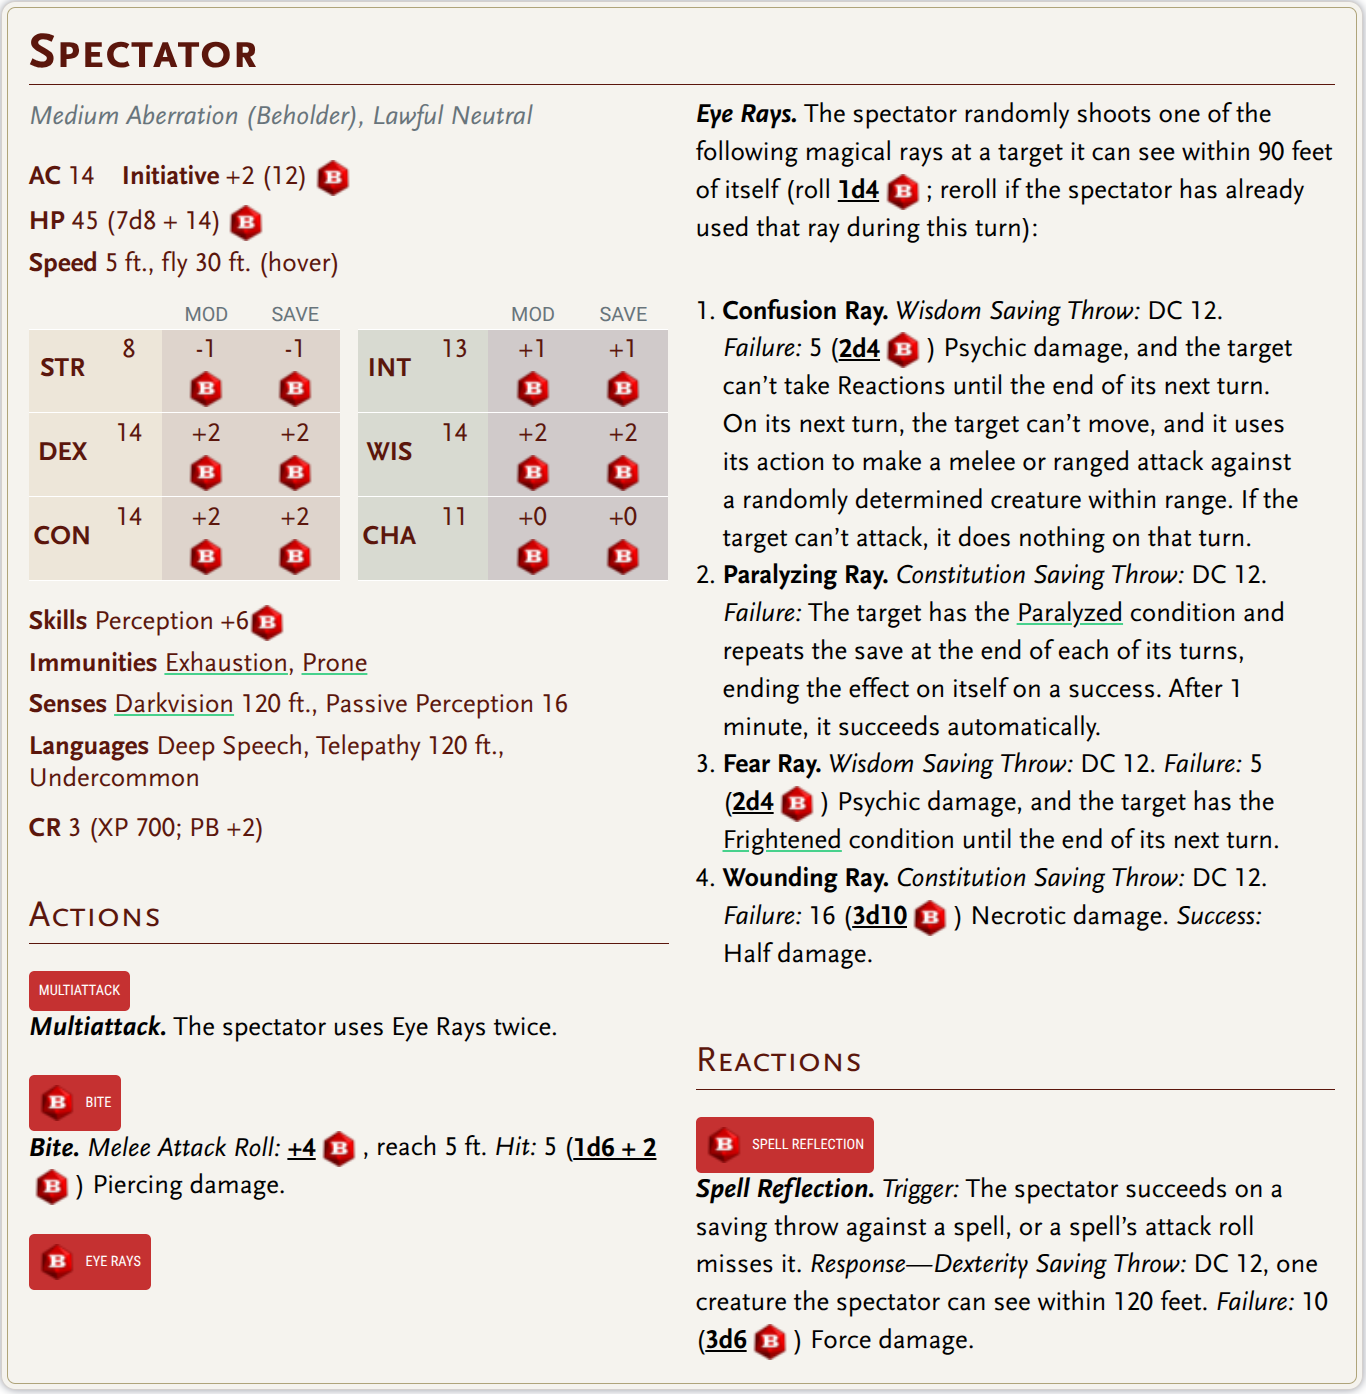 SPECTATOR
Medium Aberration (Beholder), Lawful Neutral
AC 14 Initiative +2 (12) B
HP 45 (7d8 + 14) B
Speed 5 ft., fly 30 ft. (hover)
MOD SAVE MOD SAVE
STR 8 -1 -1 INT 13 +1 +1
B B B B
DEX 14 +2 +2 WIS 14 +2 +2
B B B B
CON 14 +2 +2 CHA 11 +0 +0
B B B B
Skills Perception +6 B
Immunities Exhaustion, Prone
Senses Darkvision 120 ft., Passive Perception 16
Languages Deep Speech, Telepathy 120 ft.,
Undercommon
CR 3 (XP 700; PB +2)
ACTIONS
MULTIATTACK
Multiattack. The spectator uses Eye Rays twice.
B BITE
Bite. Melee Attack Roll: +4 B , reach 5 ft. Hit: 5 (1d6 + 2
B ) Piercing damage.
B EYE RAYS
Eye Rays. The spectator randomly shoots one of the
following magical rays at a target it can see within 90 feet
of itself (roll 1d4 B ; reroll if the spectator has already
used that ray during this turn):
1. Confusion Ray. Wisdom Saving Throw: DC 12.
Failure: 5 (2d4 B ) Psychic damage, and the target
can’t take Reactions until the end of its next turn.
On its next turn, the target can’t move, and it uses
its action to make a melee or ranged attack against
a randomly determined creature within range. If the
target can’t attack, it does nothing on that turn.
2. Paralyzing Ray. Constitution Saving Throw: DC 12.
Failure: The target has the Paralyzed condition and
repeats the save at the end of each of its turns,
ending the effect on itself on a success. After 1
minute, it succeeds automatically.
3. Fear Ray. Wisdom Saving Throw: DC 12. Failure: 5
(2d4 B ) Psychic damage, and the target has the
Frightened condition until the end of its next turn.
4. Wounding Ray. Constitution Saving Throw: DC 12.
Failure: 16 (3d10 B ) Necrotic damage. Success:
Half damage.
REACTIONS
B SPELL REFLECTION
Spell Reflection. Trigger: The spectator succeeds on a
saving throw against a spell, or a spell’s attack roll
misses it. Response—Dexterity Saving Throw: DC 12, one
creature the spectator can see within 120 feet. Failure: 10
(3d6 B ) Force damage.